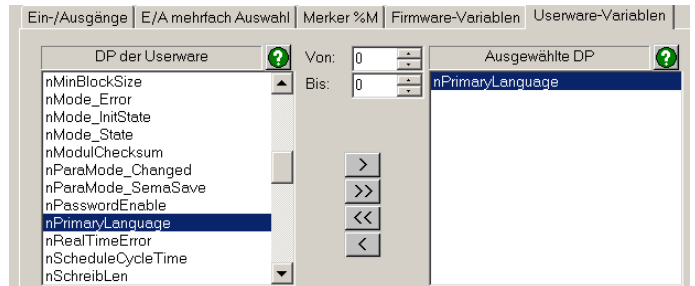 Ein-/Ausgänge E/A mehrfach Auswahl Merker %M Firmware-Variablen Userware-Variablen
DP der Userware ? Von: 0 Ausgewählte DP ?
Bis: 0
nMinBlockSize
nMode_Error
nMode_InitState
nMode_State
nModulChecksum
nParaMode_Changed
nParaMode_SemaSave
nPasswordEnable
nPrimaryLanguage
nRealTimeError
nScheduleCycleTime
nSchreibLen
>
>>
<<
<
nPrimaryLanguage